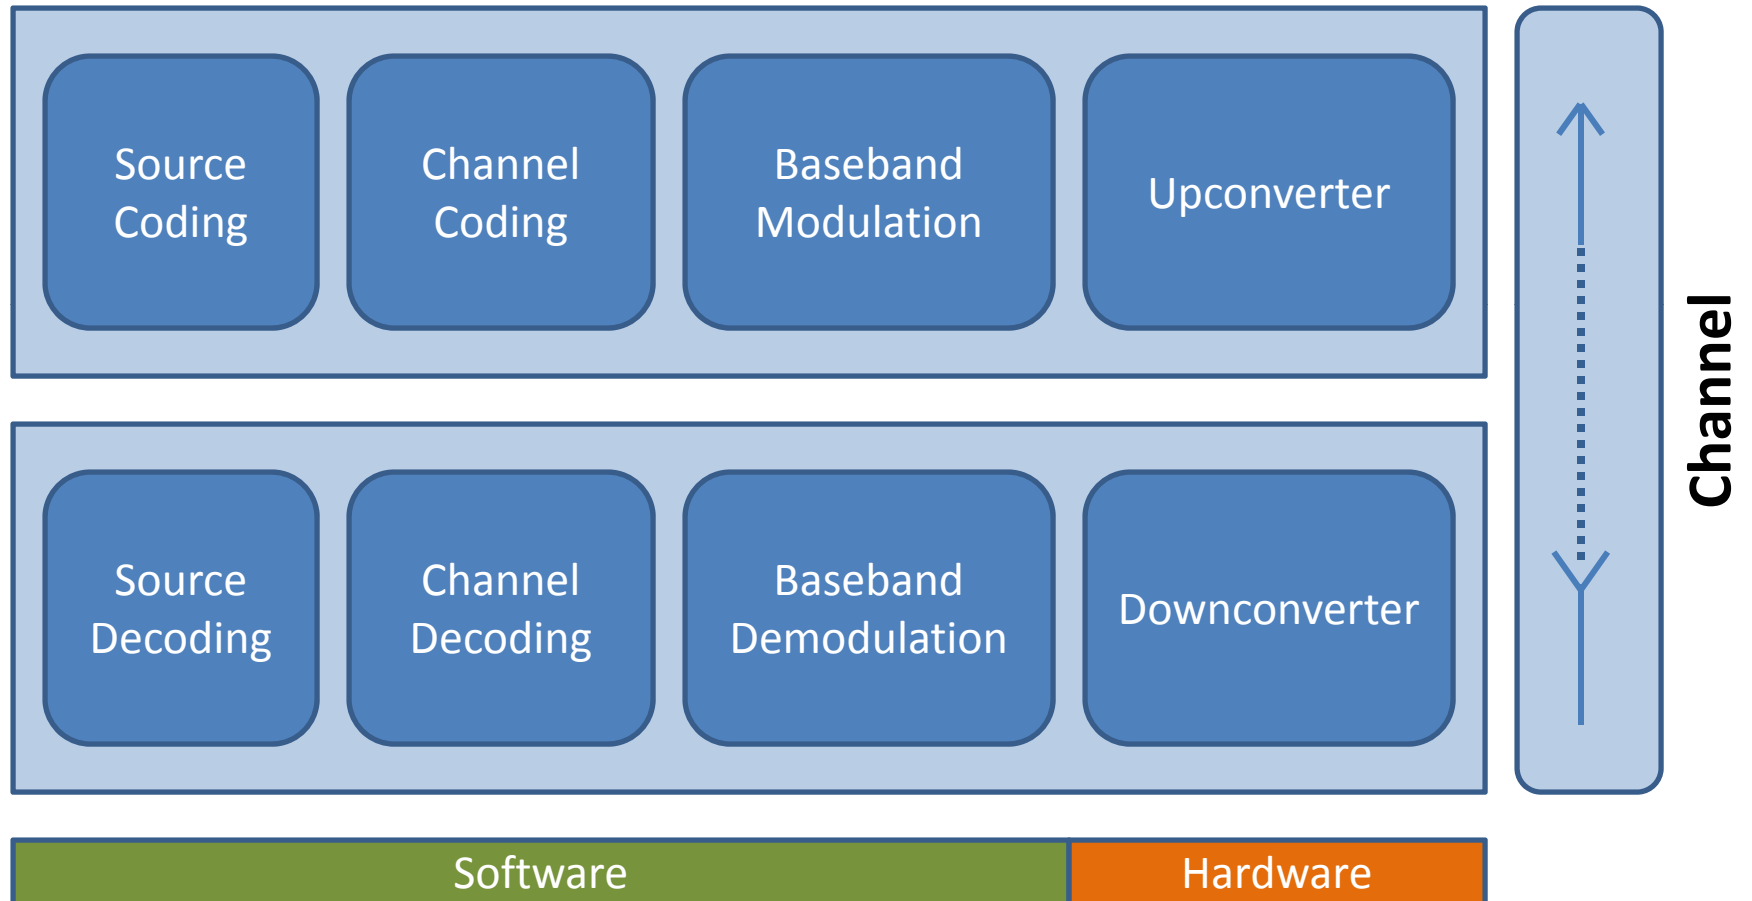 Source
Coding
Channel
Coding
Baseband
Modulation
Upconverter
Source
Decoding
Channel
Decoding
Baseband
Demodulation
Downconverter
Channel
Software
Hardware